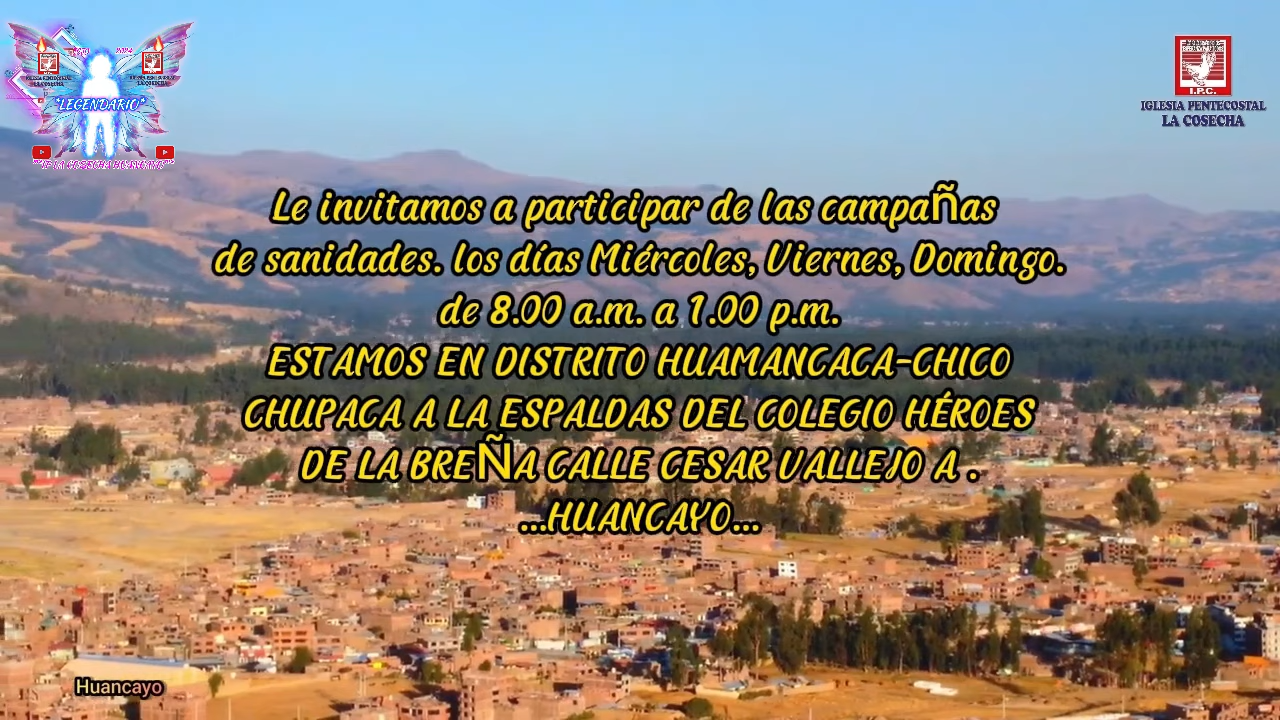 "LEGENDARIO"
I.P.C.
IGLESIA PENTECOSTAL
LA COSECHA
Le invitamos a participar de las campañas
de sanidades. los días Miércoles, Viernes, Domingo.
de 8.00 a.m. a 1.00 p.m.
ESTAMOS EN DISTRITO HUAMANCACA-CHICO
CHUPACA A LA ESPALDAS DEL COLEGIO HÉROES
DE LA BREÑA CALLE CESAR VALLEJO A .
...HUANCAYO...
Huancayo